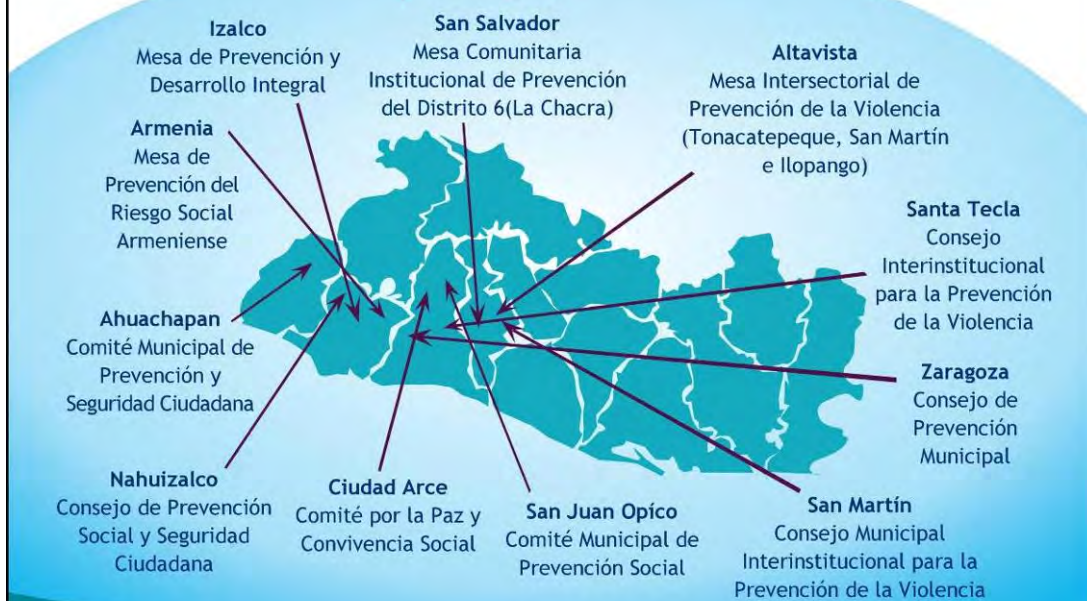 Izalco
Mesa de Prevención y
Desarrollo Integral
San Salvador
Mesa Comunitaria
Institucional de Prevención
del Distrito 6(La Chacra)
Altavista
Mesa Intersectorial de
Prevención de la Violencia
(Tonacatepeque, San Martín
e Ilopango)
Armenia
Mesa de
Prevención del
Riesgo Social
Armeniense
Santa Tecla
Consejo
Interinstitucional
para la Prevención
de la Violencia
Ahuachapan
Comité Municipal de
Prevención y
Seguridad Ciudadana
Zaragoza
Consejo de
Prevención
Municipal
Nahuizalco
Consejo de Prevención
Social y Seguridad
Ciudadana
Ciudad Arce
Comité por la Paz y
Convivencia Social
San Juan Opíco
Comité Municipal de
Prevención Social
San Martín
Consejo Municipal
Interinstitucional para la
Prevención de la Violencia